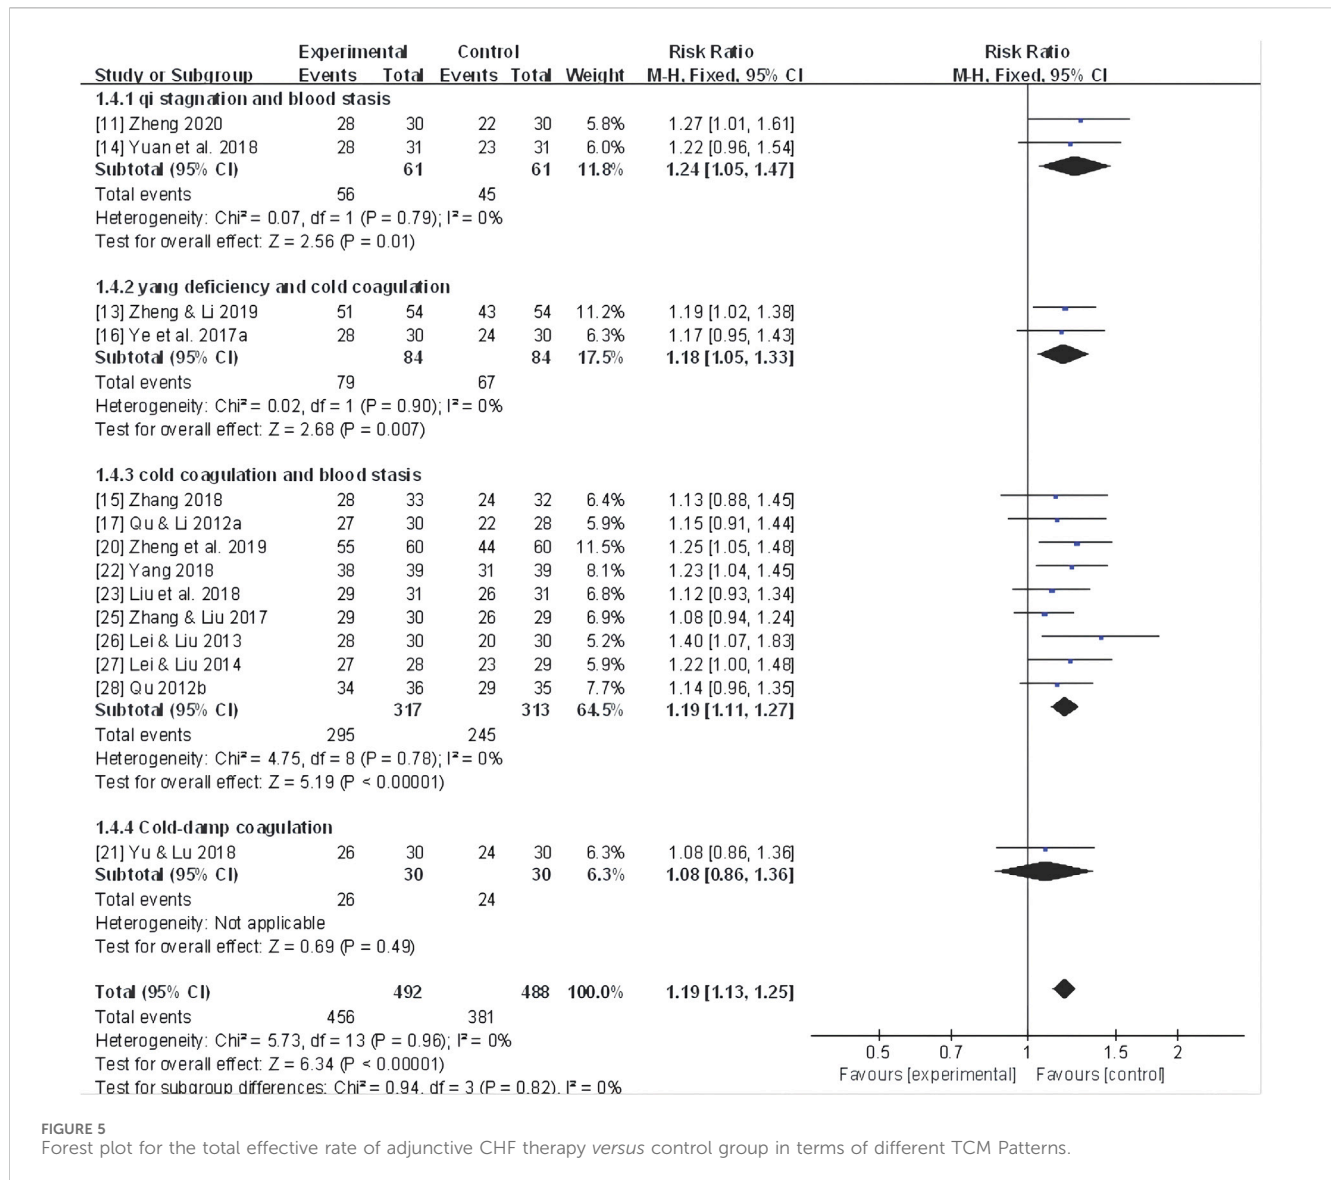 Experimental Control Risk Ratio Risk Ratio
Study or Subgroup Events Total Events Total Weight M-H, Fixed, 95% CI M-H, Fixed, 95% CI
1.4.1 qi stagnation and blood stasis
[11] Zheng 2020 28 30 22 30 5.8% 1.27 [1.01, 1.61]
[14] Yuan et al. 2018 28 31 23 31 6.0% 1.22 [0.96, 1.54]
Subtotal (95% CI) 61 61 11.8% 1.24 [1.05, 1.47]
Total events 56 45
Heterogeneity: Chi² = 0.07, df = 1 (P = 0.79); I² = 0%
Test for overall effect: Z = 2.56 (P = 0.01)
1.4.2 yang deficiency and cold coagulation
[13] Zheng & Li 2019 51 54 43 54 11.2% 1.19 [1.02, 1.38]
[16] Ye et al. 2017a 28 30 24 30 6.3% 1.17 [0.95, 1.43]
Subtotal (95% CI) 84 84 17.5% 1.18 [1.05, 1.33]
Total events 79 67
Heterogeneity: Chi² = 0.02, df = 1 (P = 0.90); I² = 0%
Test for overall effect: Z = 2.68 (P = 0.007)
1.4.3 cold coagulation and blood stasis
[15] Zhang 2018 28 33 24 32 6.4% 1.13 [0.88, 1.45]
[17] Qu & Li 2012a 27 30 22 28 5.9% 1.15 [0.91, 1.44]
[20] Zheng et al. 2019 55 60 44 60 11.5% 1.25 [1.05, 1.48]
[22] Yang 2018 38 39 31 39 8.1% 1.23 [1.04, 1.45]
[23] Liu et al. 2018 29 31 26 31 6.8% 1.12 [0.93, 1.34]
[25] Zhang & Liu 2017 29 30 26 29 6.9% 1.08 [0.94, 1.24]
[26] Lei & Liu 2013 28 30 20 30 5.2% 1.40 [1.07, 1.83]
[27] Lei & Liu 2014 27 28 23 29 5.9% 1.22 [1.00, 1.48]
[28] Qu 2012b 34 36 29 35 7.7% 1.14 [0.96, 1.35]
Subtotal (95% CI) 317 313 64.5% 1.19 [1.11, 1.27]
Total events 295 245
Heterogeneity: Chi² = 4.75, df = 8 (P = 0.78); I² = 0%
Test for overall effect: Z = 5.19 (P < 0.00001)
1.4.4 Cold-damp coagulation
[21] Yu & Lu 2018 26 30 24 30 6.3% 1.08 [0.86, 1.36]
Subtotal (95% CI) 30 30 6.3% 1.08 [0.86, 1.36]
Total events 26 24
Heterogeneity: Not applicable
Test for overall effect: Z = 0.69 (P = 0.49)
Total (95% CI) 492 488 100.0% 1.19 [1.13, 1.25]
Total events 456 381
Heterogeneity: Chi² = 5.73, df = 13 (P = 0.96); I² = 0%
Test for overall effect: Z = 6.34 (P < 0.00001)
Test for subgroup differences: Chi² = 0.94, df = 3 (P = 0.82), I² = 0%
0.5 0.7 1 1.5 2
Favours [experimental] Favours [control]
FIGURE 5
Forest plot for the total effective rate of adjunctive CHF therapy versus control group in terms of different TCM Patterns.